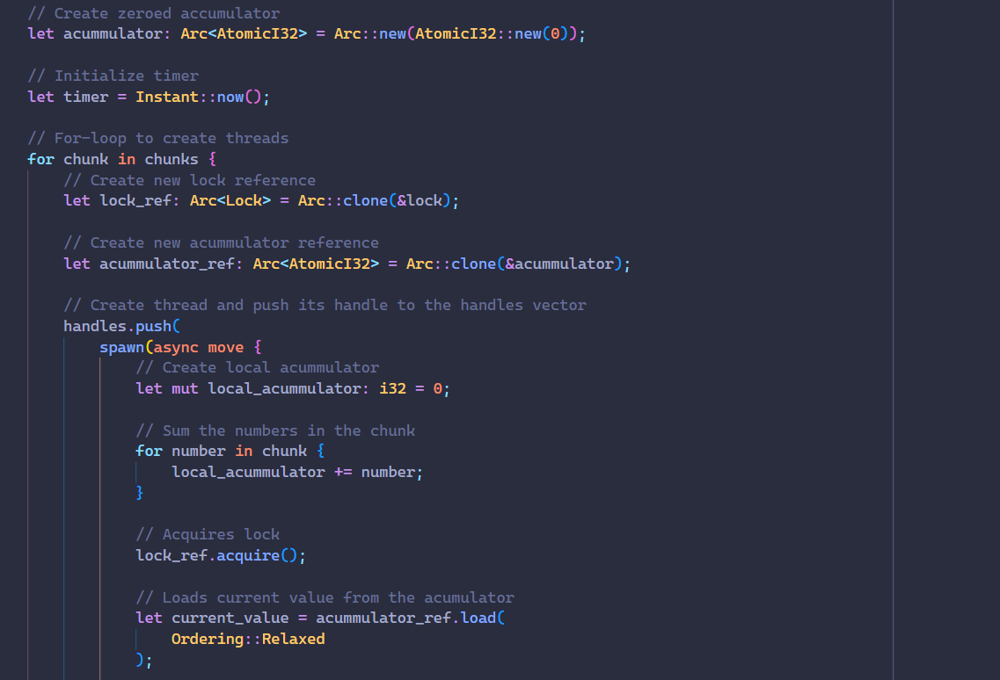 // Create zeroed accumulator
let acummulator: Arc<AtomicI32> = Arc::new(AtomicI32::new(0));
// Initialize timer
let timer = Instant::now();
// For-loop to create threads
for chunk in chunks {
// Create new lock reference
let lock_ref: Arc<Lock> = Arc::clone(&lock);
// Create new acummulator reference
let acummulator_ref: Arc<AtomicI32> = Arc::clone(&acummulator);
// Create thread and push its handle to the handles vector
handles.push(
spawn(async move {
// Create local acummulator
let mut local_acummulator: i32 = 0;
// Sum the numbers in the chunk
for number in chunk {
local_acummulator += number;
}
// Acquires lock
lock_ref.acquire();
// Loads current value from the acumulator
let current_value = acummulator_ref.load(
Ordering::Relaxed
);